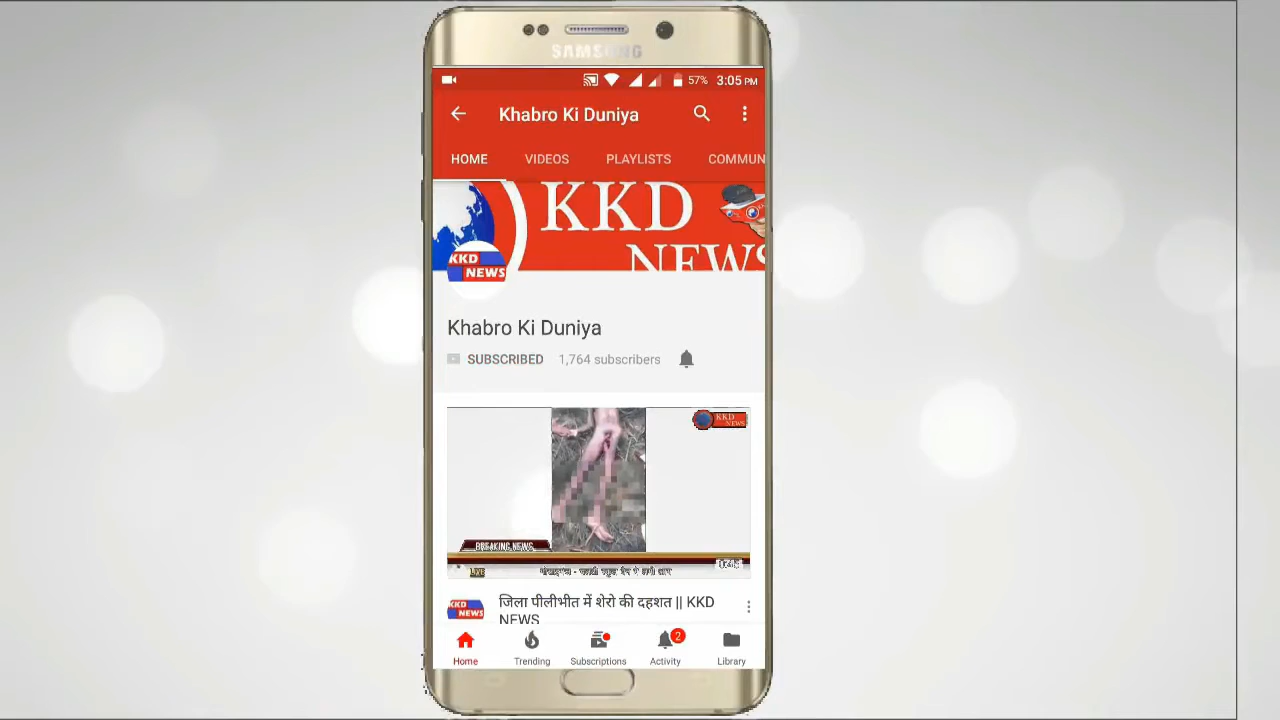 SAMSUNG
57% 3:05 PM
Khabro Ki Duniya
HOME VIDEOS PLAYLISTS COMMUN
KKD
NEWS
KKD
NEWS
Khabro Ki Duniya
SUBSCRIBED 1,764 subscribers
KKD
NEWS
BREAKING NEWS
LIVE
जिला पीलीभीत में शेरो की दहशत || KKD
NEWS
KKD
NEWS
2
Home Trending Subscriptions Activity Library